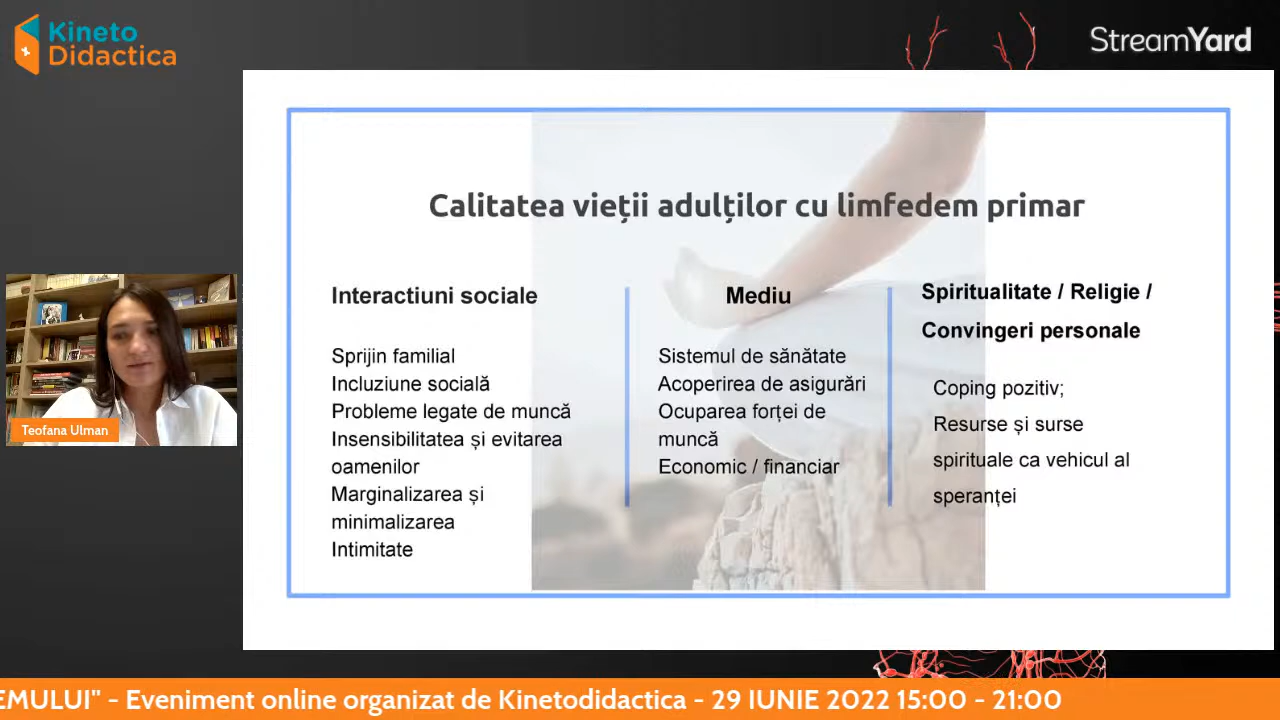 Kineto
Didactica
StreamYard
Calitatea vieții adulților cu limfedem primar
Interactiuni sociale
Sprijin familial
Incluziune socială
Probleme legate de muncă
Insensibilitatea și evitarea
oamenilor
Marginalizarea și
minimalizarea
Intimitate
Mediu
Sistemul de sănătate
Acoperirea de asigurări
Ocuparea forței de
muncă
Economic / financiar
Spiritualitate / Religie /
Convingeri personale
Coping pozitiv;
Resurse și surse
spirituale ca vehicul al
speranței
Teofana Ulman
EMULUI" - Eveniment online organizat de Kinetodidactica - 29 IUNIE 2022 15:00 - 21:00